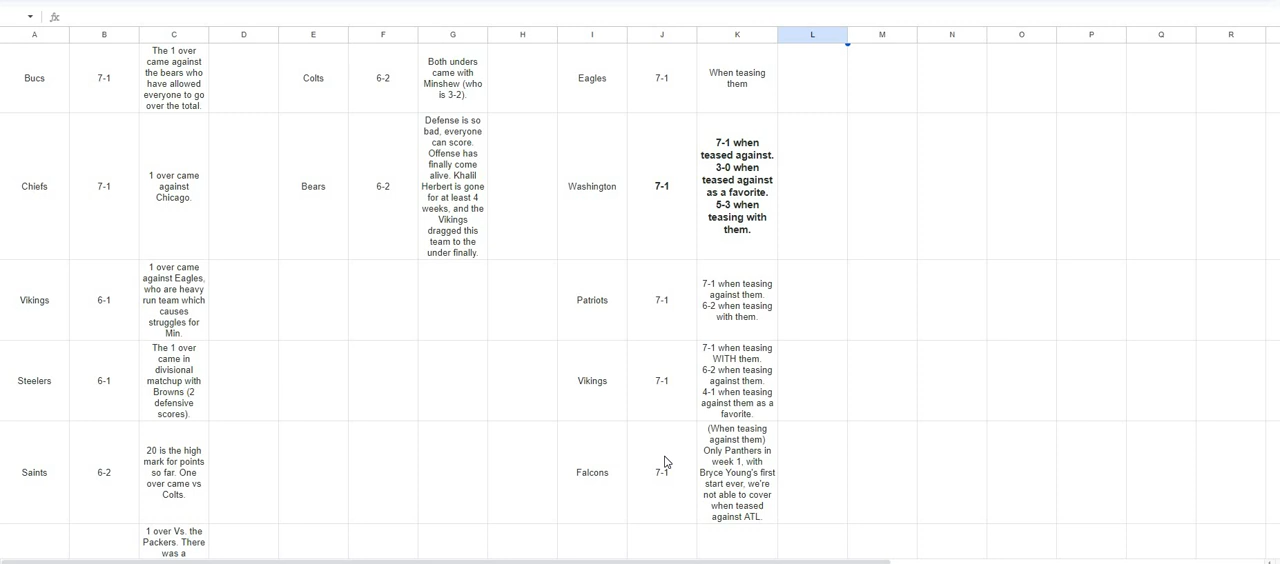 fx
A B C D E F G H I J K L M N O P Q R
Bucs
7-1
The 1 over
came against
the bears who
have allowed
everyone to go
over the total.
Colts
6-2
Both unders
came with
Minshew (who
is 3-2).
Eagles
7-1
When teasing
them
Chiefs
7-1
1 over came
against
Chicago.
Bears
6-2
Defense is so
bad, everyone
can score.
Offense has
finally come
alive. Khalil
Herbert is gone
for at least 4
weeks, and the
Vikings
dragged this
team to the
under finally.
Washington
7-1
7-1 when
teased against.
3-0 when
teased against
as a favorite.
5-3 when
teasing with
them.
Vikings
6-1
1 over came
against Eagles,
who are heavy
run team which
causes
struggles for
Min.
Patriots
7-1
7-1 when teasing
against them.
6-2 when teasing
with them.
Steelers
6-1
The 1 over
came in
divisional
matchup with
Browns (2
defensive
scores).
Vikings
7-1
7-1 when teasing
WITH them.
6-2 when teasing
against them.
4-1 when teasing
against them as a
favorite.
Saints
6-2
20 is the high
mark for points
so far. One
over came vs
Colts.
Falcons
7-1
(When teasing
against them)
Only Panthers in
week 1, with
Bryce Young's first
start ever, we're
not able to cover
when teased
against ATL.
1 over Vs. the
Packers. There
was a